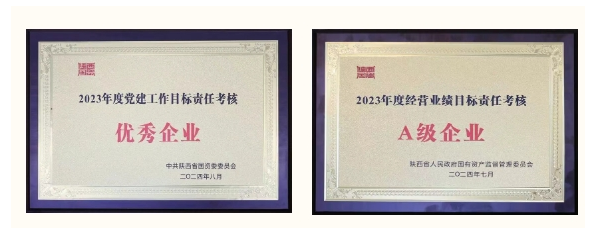 2023年度党建工作目标责任考核
优秀企业
中共陕西省国资委委员会
二〇二四年八月
2023年度经营业绩目标责任考核
A级企业
陕西省人民政府国有资产监督管理委员会
二〇二四年七月